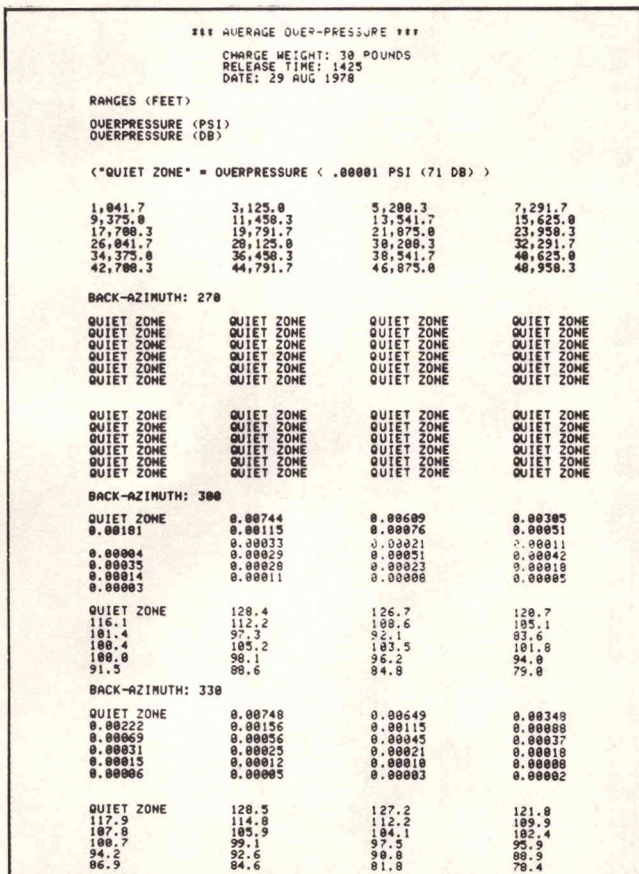 *** AVERAGE OVER-PRESSURE ***
CHARGE WEIGHT: 30 POUNDS
RELEASE TIME: 1425
DATE: 29 AUG 1978
RANGES (FEET)
OVERPRESSURE (PSI)
OVERPRESSURE (DB)
("QUIET ZONE" = OVERPRESSURE < .00001 PSI (71 DB) )
1,041.7 3,125.0 5,208.3 7,291.7
9,375.0 11,458.3 13,541.7 15,625.0
17,708.3 19,791.7 21,875.0 23,958.3
26,041.7 28,125.0 30,208.3 32,291.7
34,375.0 36,458.3 38,541.7 40,625.0
42,708.3 44,791.7 46,875.0 48,958.3
BACK-AZIMUTH: 270
QUIET ZONE QUIET ZONE QUIET ZONE QUIET ZONE
QUIET ZONE QUIET ZONE QUIET ZONE QUIET ZONE
QUIET ZONE QUIET ZONE QUIET ZONE QUIET ZONE
QUIET ZONE QUIET ZONE QUIET ZONE QUIET ZONE
QUIET ZONE QUIET ZONE QUIET ZONE QUIET ZONE
QUIET ZONE QUIET ZONE QUIET ZONE QUIET ZONE
QUIET ZONE QUIET ZONE QUIET ZONE QUIET ZONE
QUIET ZONE QUIET ZONE QUIET ZONE QUIET ZONE
QUIET ZONE QUIET ZONE QUIET ZONE QUIET ZONE
QUIET ZONE QUIET ZONE QUIET ZONE QUIET ZONE
QUIET ZONE QUIET ZONE QUIET ZONE QUIET ZONE
QUIET ZONE QUIET ZONE QUIET ZONE QUIET ZONE
BACK-AZIMUTH: 300
QUIET ZONE 0.00744 0.00609 0.00305
0.00181 0.00115 0.00076 0.00051
0.00033 0.00021 0.00011
0.00004 0.00029 0.00051 0.00042
0.00035 0.00028 0.00023 0.00018
0.00014 0.00011 0.00008 0.00005
0.00003
QUIET ZONE 128.4 126.7 120.7
116.1 112.2 108.6 105.1
101.4 97.3 92.1 83.6
100.4 105.2 103.5 101.8
100.0 98.1 96.2 94.0
91.5 88.6 84.8 79.0
BACK-AZIMUTH: 330
QUIET ZONE 0.00748 0.00649 0.00348
0.00222 0.00156 0.00115 0.00088
0.00069 0.00056 0.00045 0.00037
0.00031 0.00025 0.00021 0.00018
0.00015 0.00012 0.00010 0.00008
0.00006 0.00005 0.00003 0.00002
QUIET ZONE 128.5 127.2 121.8
117.9 114.8 112.2 109.9
107.8 105.9 104.1 102.4
100.7 99.1 97.5 95.9
94.2 92.6 90.8 88.9
86.9 84.6 81.8 78.4